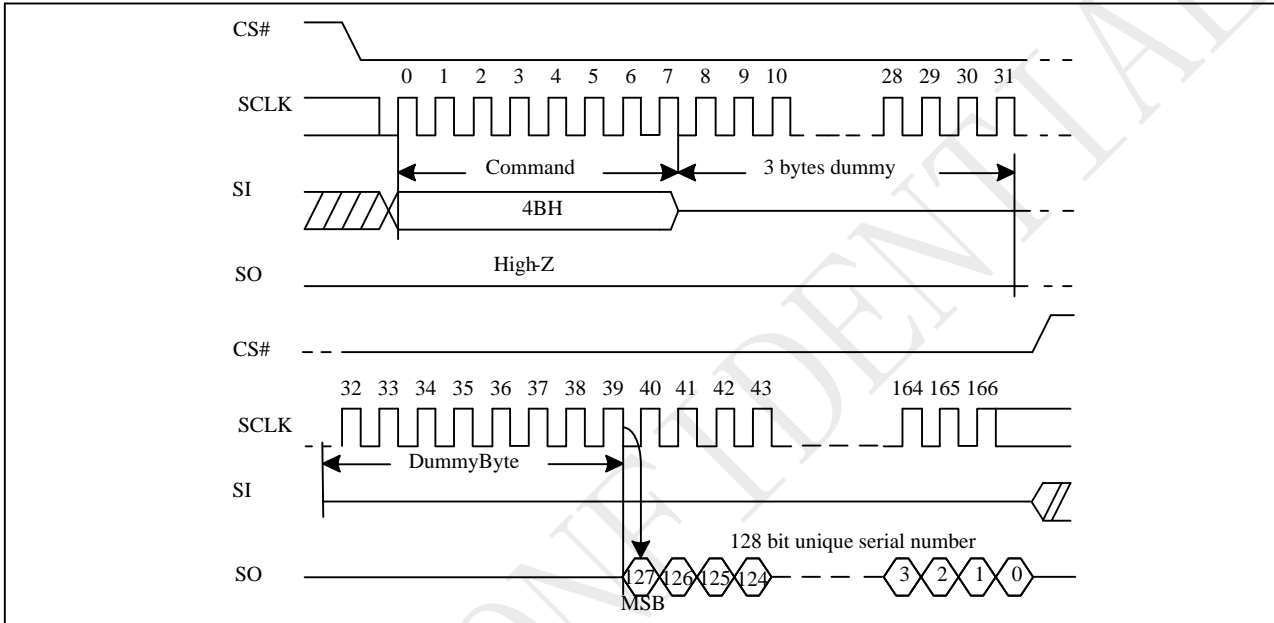 CS#
0 1 2 3 4 5 6 7 8 9 10 28 29 30 31
SCLK
Command 3 bytes dummy
SI
4BH
High-Z
SO
CS#
32 33 34 35 36 37 38 39 40 41 42 43 164 165 166
SCLK
DummyByte
SI
128 bit unique serial number
SO 127 126 125 124 3 2 1 0
MSB
ONFIDENTIAL